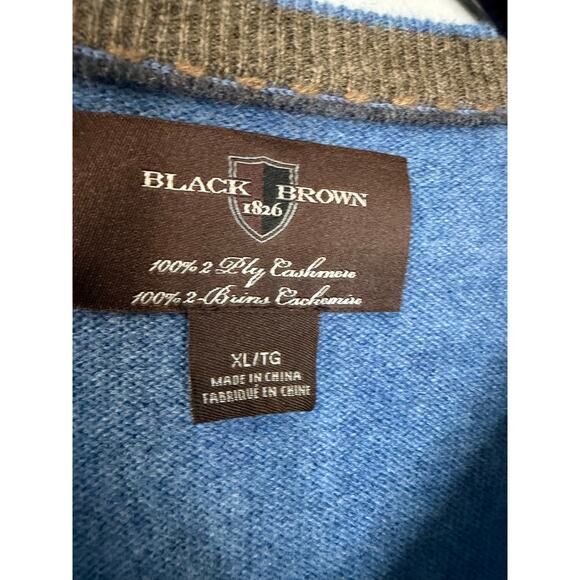 BLACK BROWN
1826
100% 2 Ply Cashmere
100% 2-Brins Cachemire
XL/TG
MADE IN CHINA
FABRIQUÉ EN CHINE